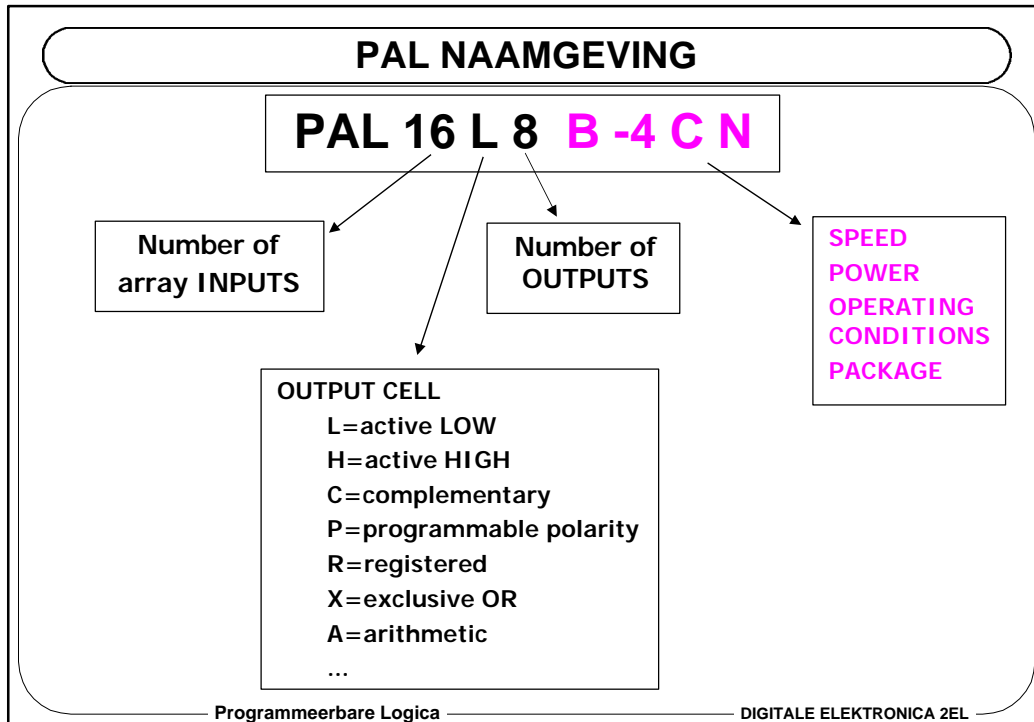 PAL NAAMGEVING
PAL 16 L 8 B -4 C N
Number of
array INPUTS
Number of
OUTPUTS
SPEED
POWER
OPERATING
CONDITIONS
PACKAGE
OUTPUT CELL
L=active LOW
H=active HIGH
C=complementary
P=programmable polarity
R=registered
X=exclusive OR
A=arithmetic
...
Programmeerbare Logica
DIGITALE ELEKTRONICA 2EL